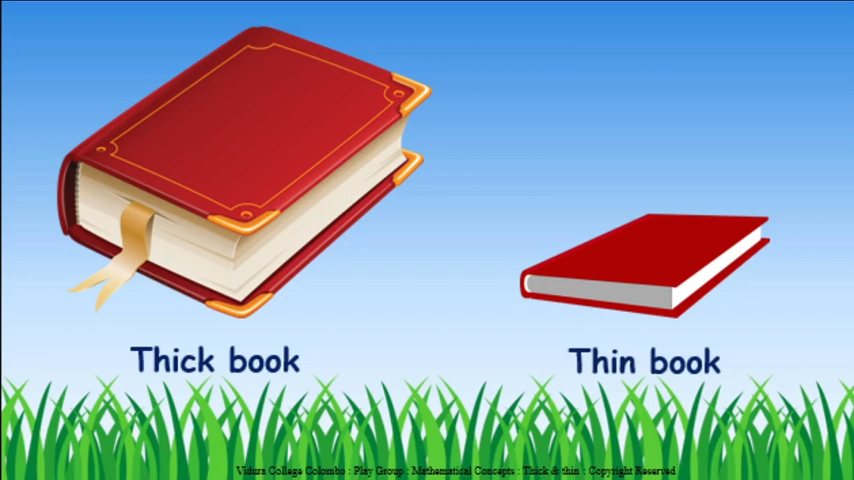 Thick book
Thin book
Vidura College Colombo : Play Group : Mathematical Concepts : Thick & thin : Copyright Reserved